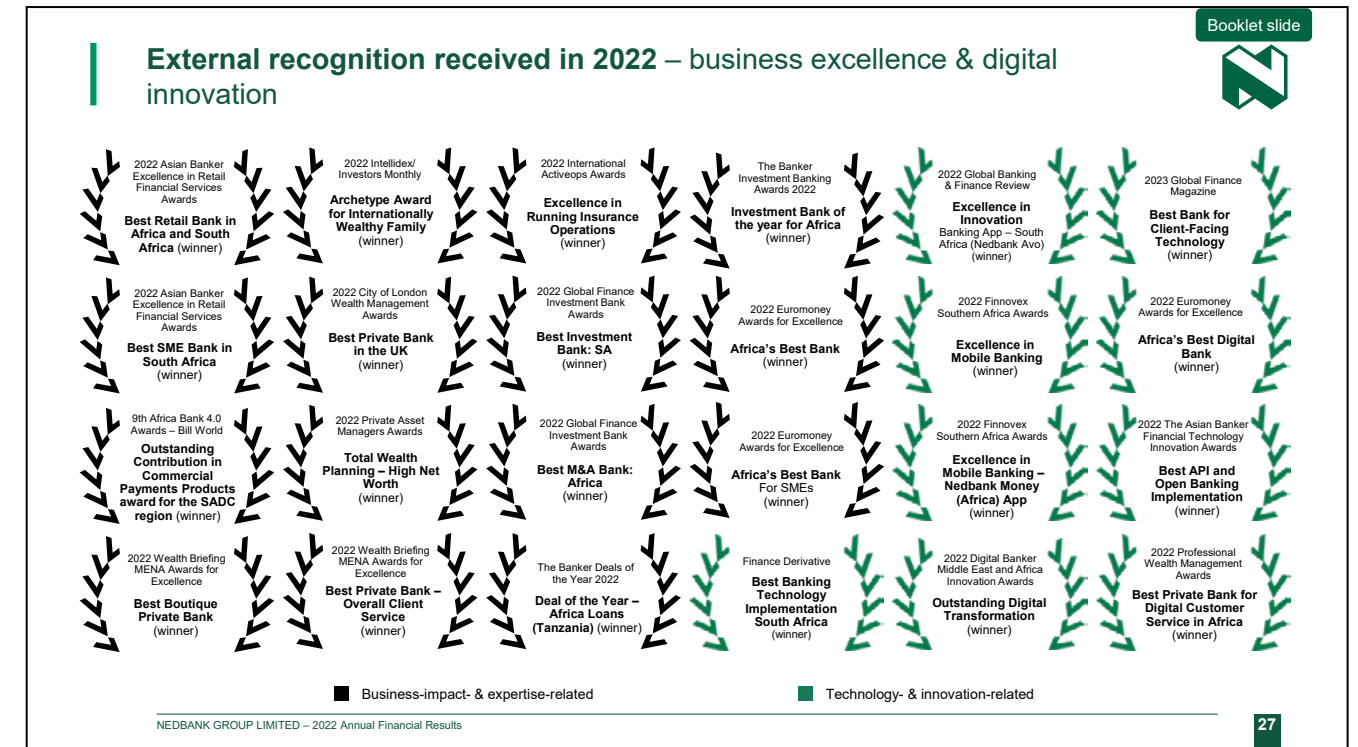 Booklet slide
External recognition received in 2022 – business excellence & digital
innovation
2022 Asian Banker
Excellence in Retail
Financial Services
Awards
Best Retail Bank in
Africa and South
Africa (winner)
2022 Intellidex/
Investors Monthly
Archetype Award
for Internationally
Wealthy Family
(winner)
2022 International
Activeops Awards
Excellence in
Running Insurance
Operations
(winner)
The Banker
Investment Banking
Awards 2022
Investment Bank of
the year for Africa
(winner)
2022 Global Banking
& Finance Review
Excellence in
Innovation
Banking App – South
Africa (Nedbank Avo)
(winner)
2023 Global Finance
Magazine
Best Bank for
Client-Facing
Technology
(winner)
2022 Asian Banker
Excellence in Retail
Financial Services
Awards
Best SME Bank in
South Africa
(winner)
2022 City of London
Wealth Management
Awards
Best Private Bank
in the UK
(winner)
2022 Global Finance
Investment Bank
Awards
Best Investment
Bank: SA
(winner)
2022 Euromoney
Awards for Excellence
Africa's Best Bank
(winner)
2022 Finnovex
Southern Africa Awards
Excellence in
Mobile Banking
(winner)
2022 Euromoney
Awards for Excellence
Africa's Best Digital
Bank
(winner)
9th Africa Bank 4.0
Awards – Bill World
Outstanding
Contribution in
Commercial
Payments Products
award for the SADC
region (winner)
2022 Private Asset
Managers Awards
Total Wealth
Planning – High Net
Worth
(winner)
2022 Global Finance
Investment Bank
Awards
Best M&A Bank:
Africa
(winner)
2022 Euromoney
Awards for Excellence
Africa's Best Bank
For SMEs
(winner)
2022 Finnovex
Southern Africa Awards
Excellence in
Mobile Banking –
Nedbank Money
(Africa) App
(winner)
2022 The Asian Banker
Financial Technology
Innovation Awards
Best API and
Open Banking
Implementation
(winner)
2022 Wealth Briefing
MENA Awards for
Excellence
Best Boutique
Private Bank
(winner)
2022 Wealth Briefing
MENA Awards for
Excellence
Best Private Bank –
Overall Client
Service
(winner)
The Banker Deals of
the Year 2022
Deal of the Year –
Africa Loans
(Tanzania) (winner)
Finance Derivative
Best Banking
Technology
Implementation
South Africa
(winner)
2022 Digital Banker
Middle East and Africa
Innovation Awards
Outstanding Digital
Transformation
(winner)
2022 Professional
Wealth Management
Awards
Best Private Bank for
Digital Customer
Service in Africa
(winner)
Business-impact- & expertise-related
Technology- & innovation-related
NEDBANK GROUP LIMITED – 2022 Annual Financial Results
27